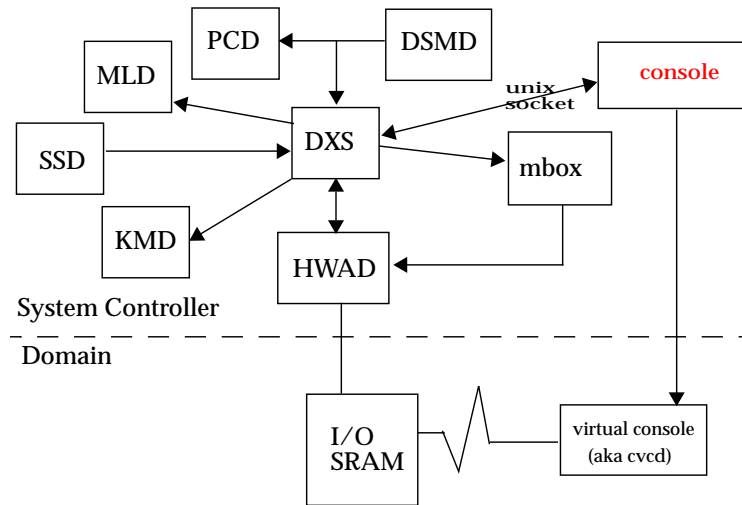 PCD
DSMD
MLD
console
unix
socket
DXS
SSD
mbox
KMD
HWAD
System Controller
Domain
I/O
SRAM
virtual console
(aka cvcd)